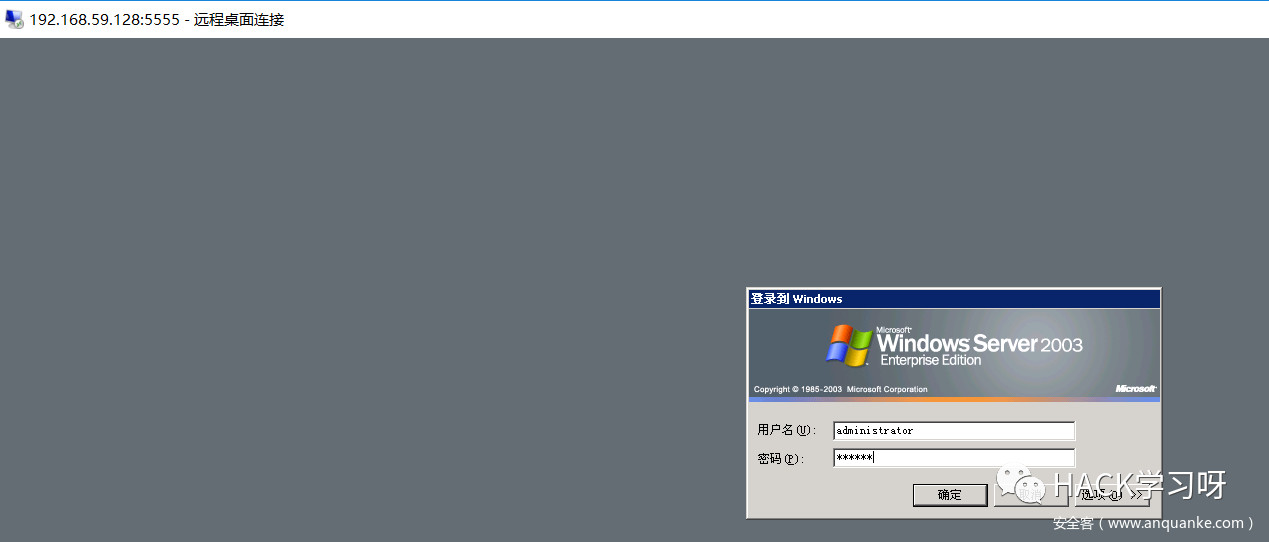 192.168.59.128:5555 - 远程桌面连接
登录到 Windows
Microsoft®
Windows Server 2003
Enterprise Edition
Copyright © 1985-2003 Microsoft Corporation
Microsoft®
用户名(U):
administrator
密码(P):
******
确定
取消
选项(O) >>
HACK学习呀
安全客（www.anquanke.com）